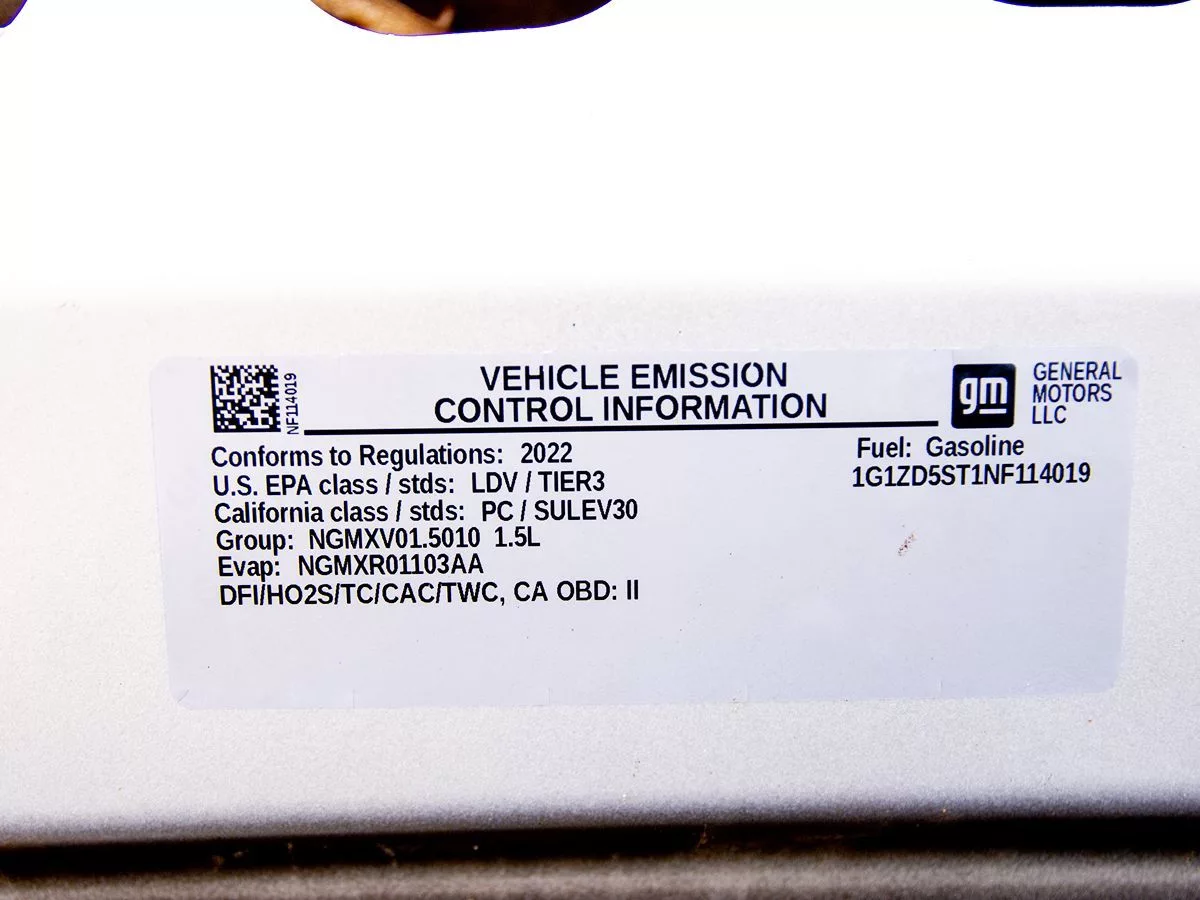 NF114019
VEHICLE EMISSION
CONTROL INFORMATION
gm
GENERAL
MOTORS
LLC
Conforms to Regulations: 2022
U.S. EPA class / stds: LDV / TIER3
California class / stds: PC / SULEV30
Group: NGMXV01.5010 1.5L
Evap: NGMXR01103AA
DFI/HO2S/TC/CAC/TWC, CA OBD: II
Fuel: Gasoline
1G1ZD5ST1NF114019